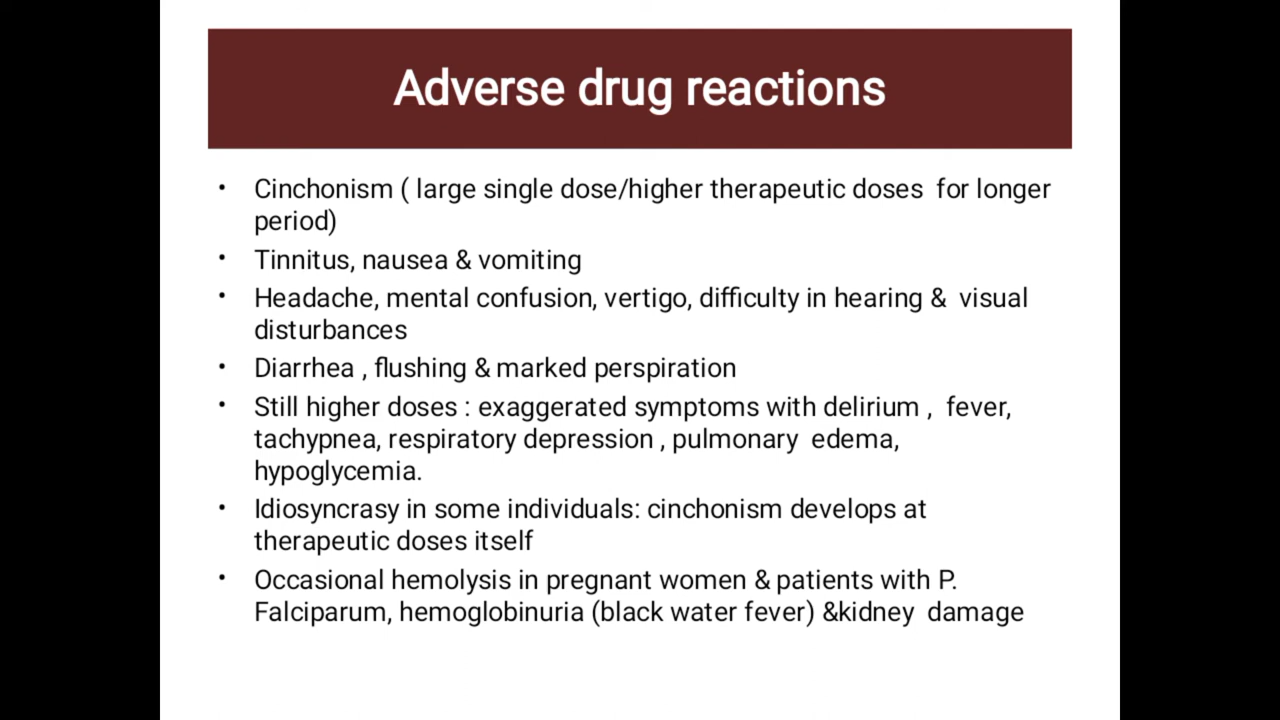 Adverse drug reactions
• Cinchonism ( large single dose/higher therapeutic doses  for longer
period)
• Tinnitus, nausea & vomiting
• Headache, mental confusion, vertigo, difficulty in hearing &  visual
disturbances
• Diarrhea , flushing & marked perspiration
• Still higher doses : exaggerated symptoms with delirium ,  fever,
tachypnea, respiratory depression , pulmonary  edema,
hypoglycemia.
• Idiosyncrasy in some individuals: cinchonism develops at
therapeutic doses itself
• Occasional hemolysis in pregnant women & patients with P.
Falciparum, hemoglobinuria (black water fever) &kidney  damage